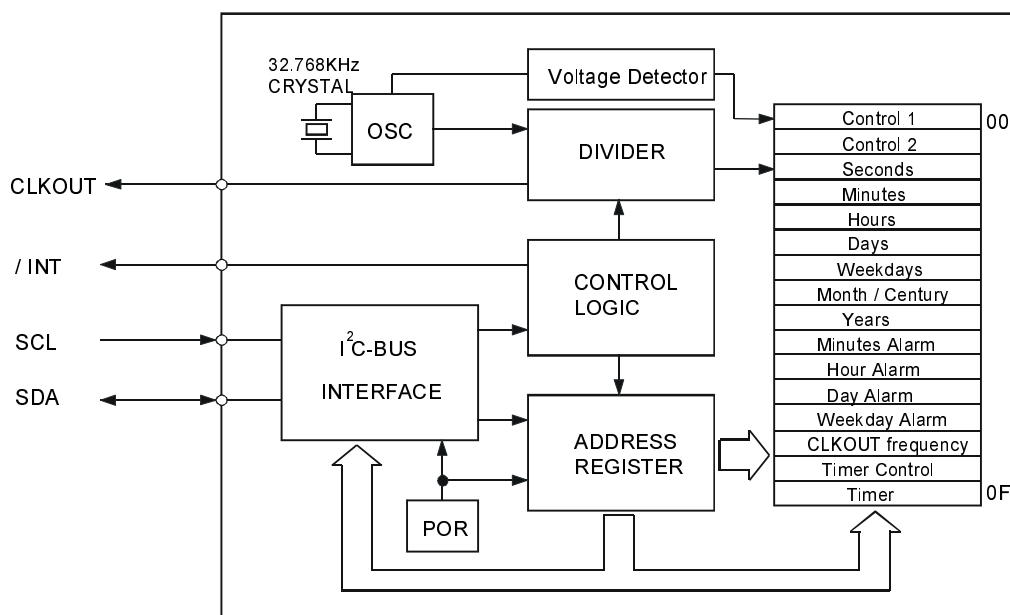 32.768KHz
CRYSTAL
OSC
Voltage Detector
DIVIDER
CLKOUT
/ INT
SCL
SDA
I²C-BUS
INTERFACE
CONTROL
LOGIC
ADDRESS
REGISTER
POR
Control 1
00
Control 2
Seconds
Minutes
Hours
Days
Weekdays
Month / Century
Years
Minutes Alarm
Hour Alarm
Day Alarm
Weekday Alarm
CLKOUT frequency
Timer Control
Timer
0F